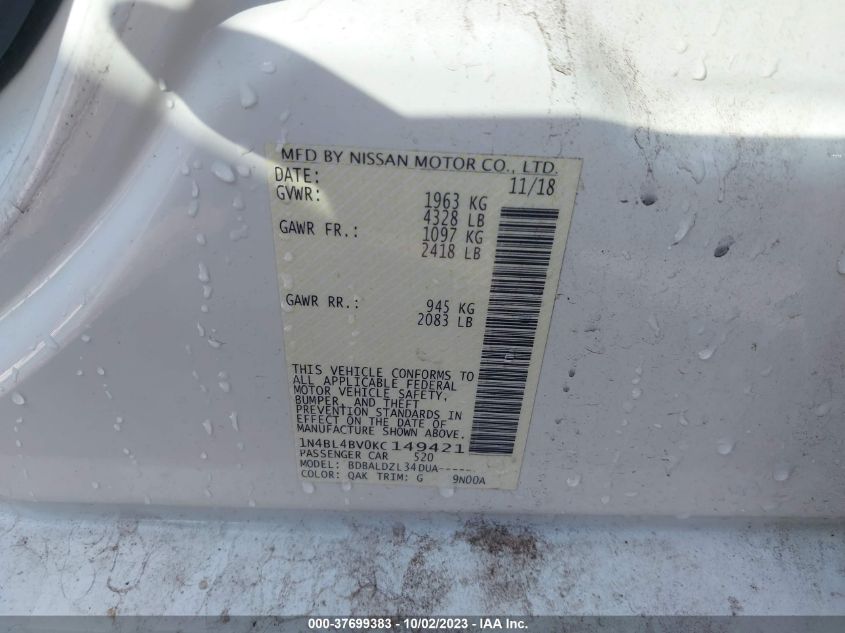 MFD BY NISSAN MOTOR CO., LTD.
DATE: 11/18
GVWR: 1963 KG
4328 LB
GAWR FR.: 1097 KG
2418 LB
GAWR RR.: 945 KG
2083 LB
THIS VEHICLE CONFORMS TO
ALL APPLICABLE FEDERAL
MOTOR VEHICLE SAFETY,
BUMPER, AND THEFT
PREVENTION STANDARDS IN
EFFECT ON THE DATE OF
MANUFACTURE SHOWN ABOVE.
1N4BL4BV0KC149421
PASSENGER CAR 520
MODEL: BDBALDZL34DUA-----
COLOR: QAK TRIM: G 9N00A
000-37699383 - 10/02/2023 - IAA Inc.